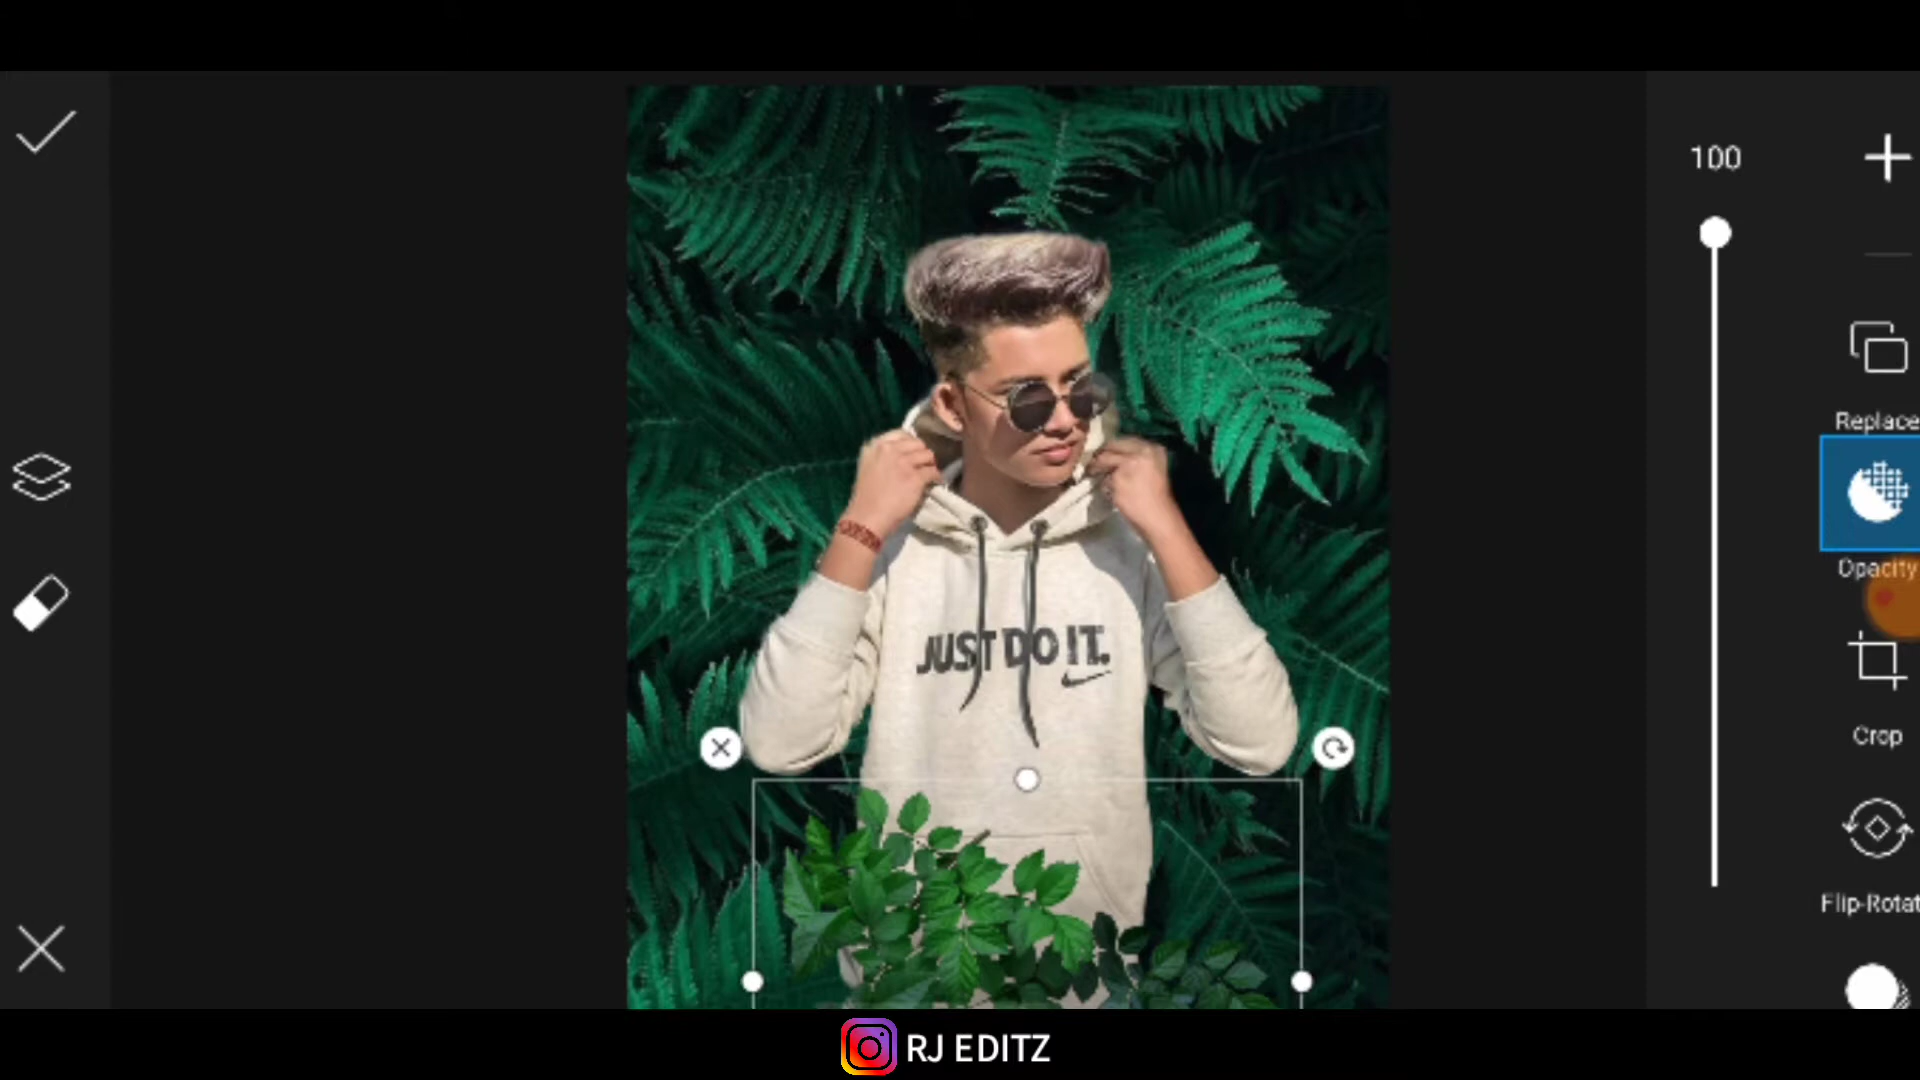 100
Replace
Opacity
Crop
Flip-Rotat
JUST DO IT.
RJ EDITZ